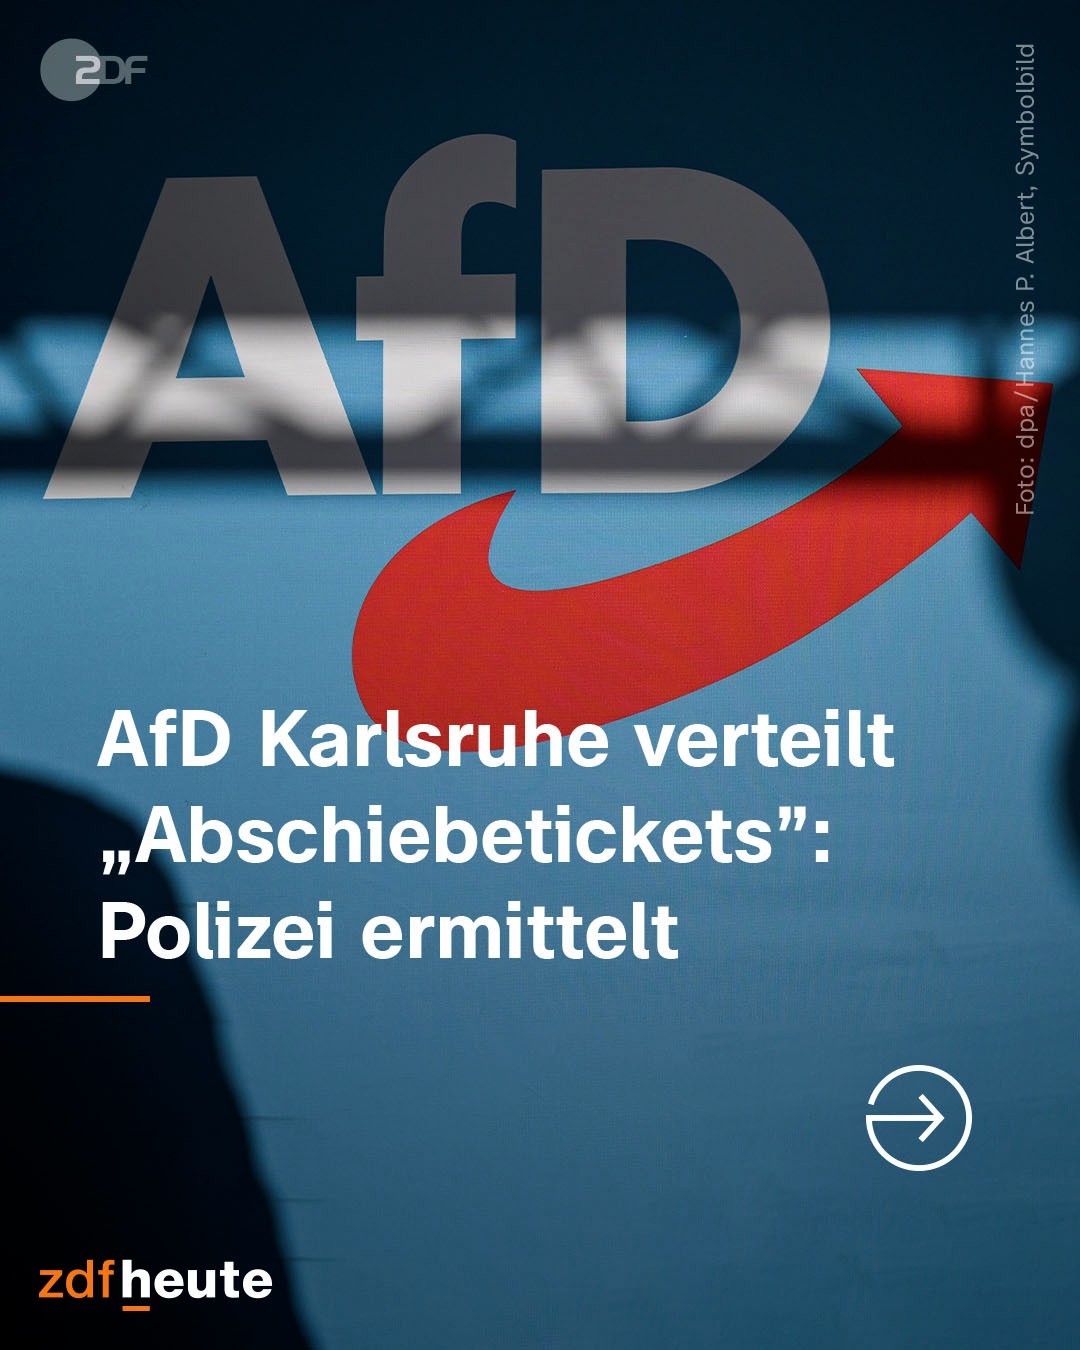 ZDF
Foto: dpa/Hannes P. Albert, Symbolbild
AfD
AfD Karlsruhe verteilt
„Abschiebetickets”:
Polizei ermittelt
zdfheute